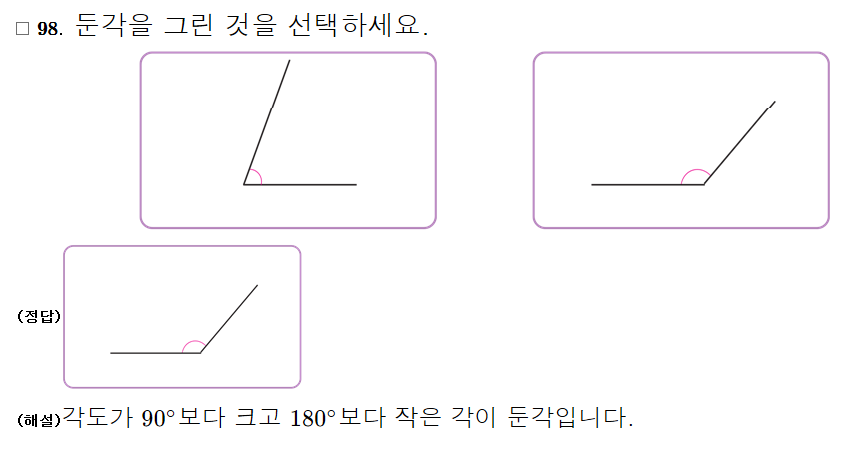 □ 98. 둔각을 그린 것을 선택하세요.
(정답)
(해설)각도가 90°보다 크고 180°보다 작은 각이 둔각입니다.